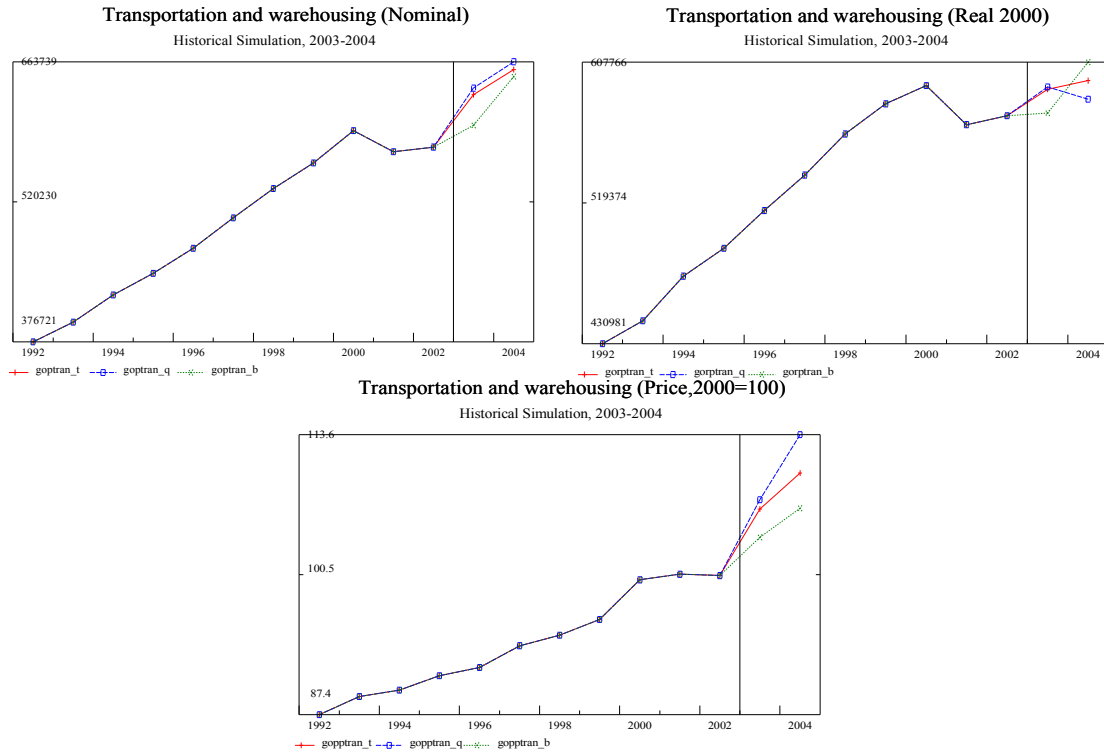 Transportation and warehousing (Nominal)
Historical Simulation, 2003-2004
663739
520230
376721
1992 1994 1996 1998 2000 2002 2004
goptran_t goptran_q goptran_b
Transportation and warehousing (Real 2000)
Historical Simulation, 2003-2004
607766
519374
430981
1992 1994 1996 1998 2000 2002 2004
gorptran_t gorptran_q gorptran_b
Transportation and warehousing (Price,2000=100)
Historical Simulation, 2003-2004
113.6
100.5
87.4
1992 1994 1996 1998 2000 2002 2004
gopptran_t gopptran_q gopptran_b